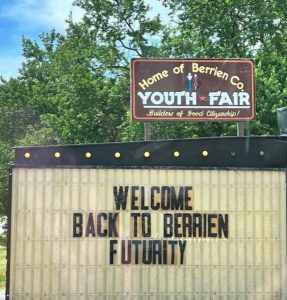 Home of Berrien Co.
YOUTH ★ FAIR
Builders of Good Citizenship!
WELCOME
BACK TO BERRIEN
FUTURITY